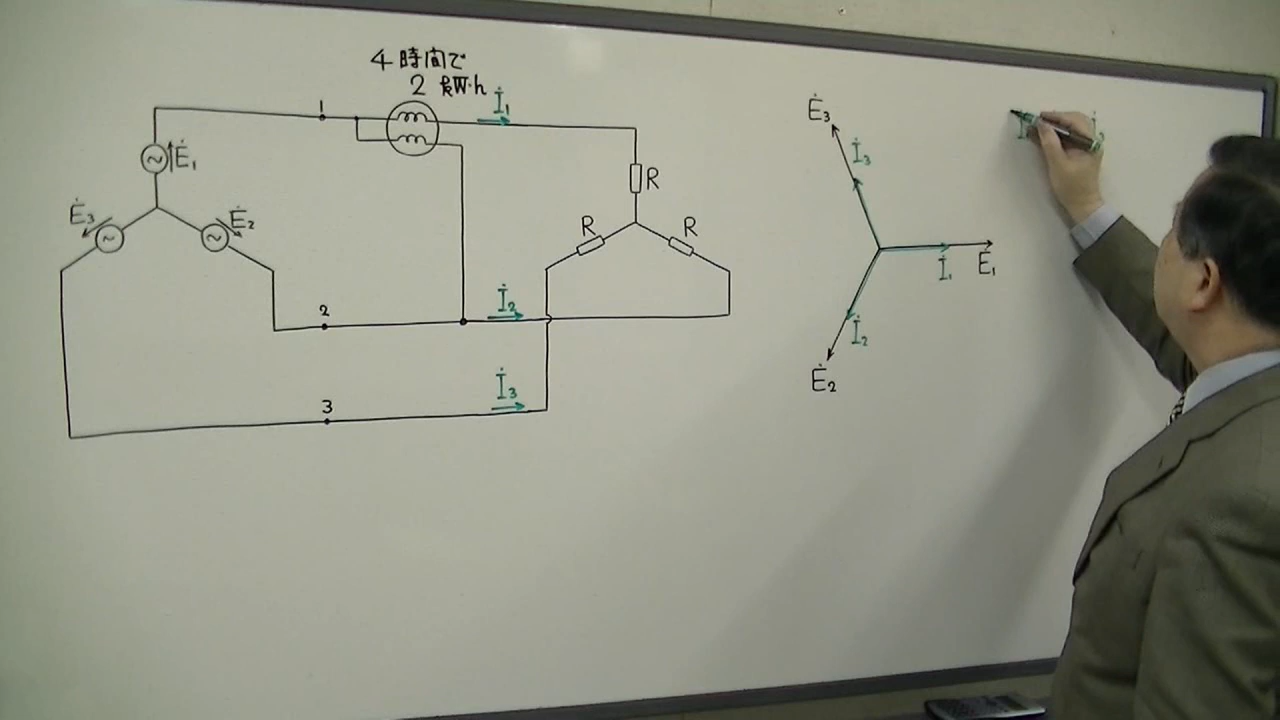 4時間で
2 kW·h
İ₁
1
Ė₁
Ė₃
Ė₂
R
R
R
2
İ₂
3
İ₃
Ė₃
İ₃
İ₁
Ė₁
İ₂
Ė₂